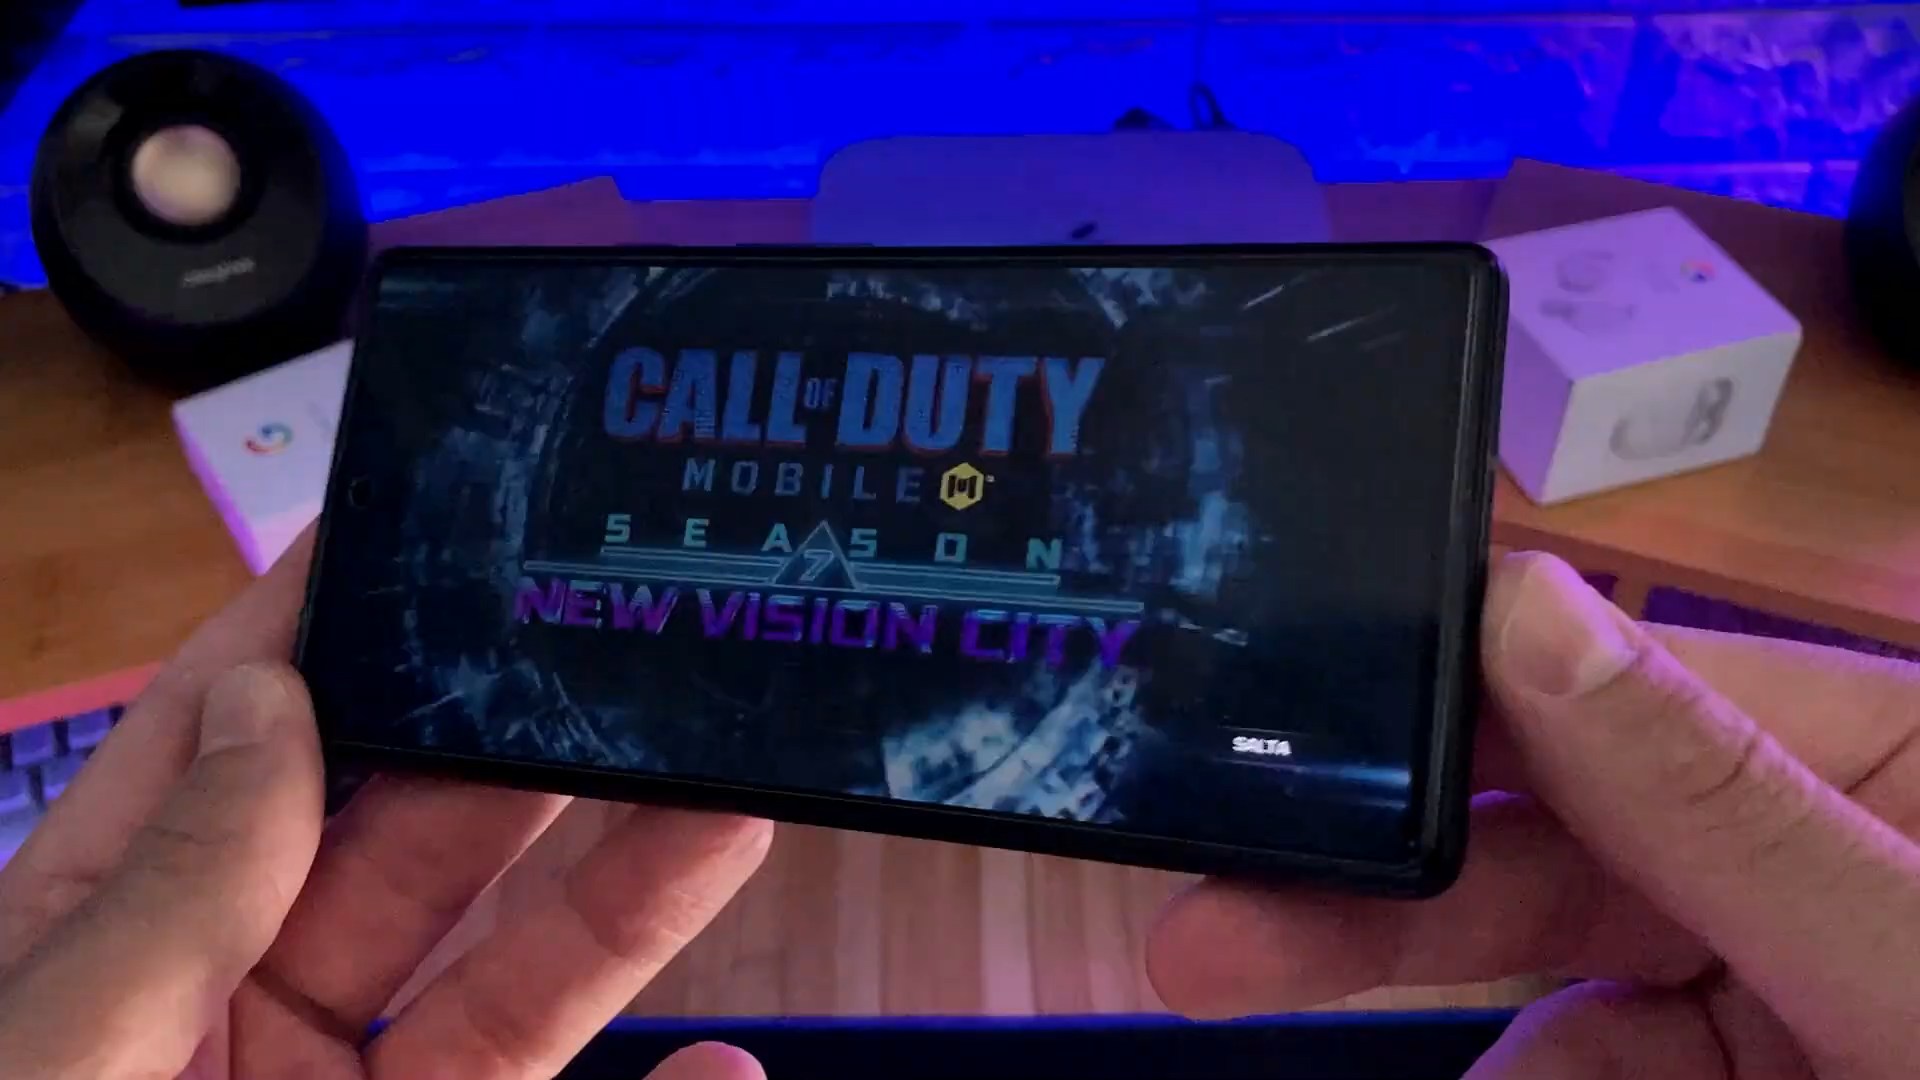 CALL OF DUTY
MOBILE
SEASON
7
NEW VISION CITY
SALTA